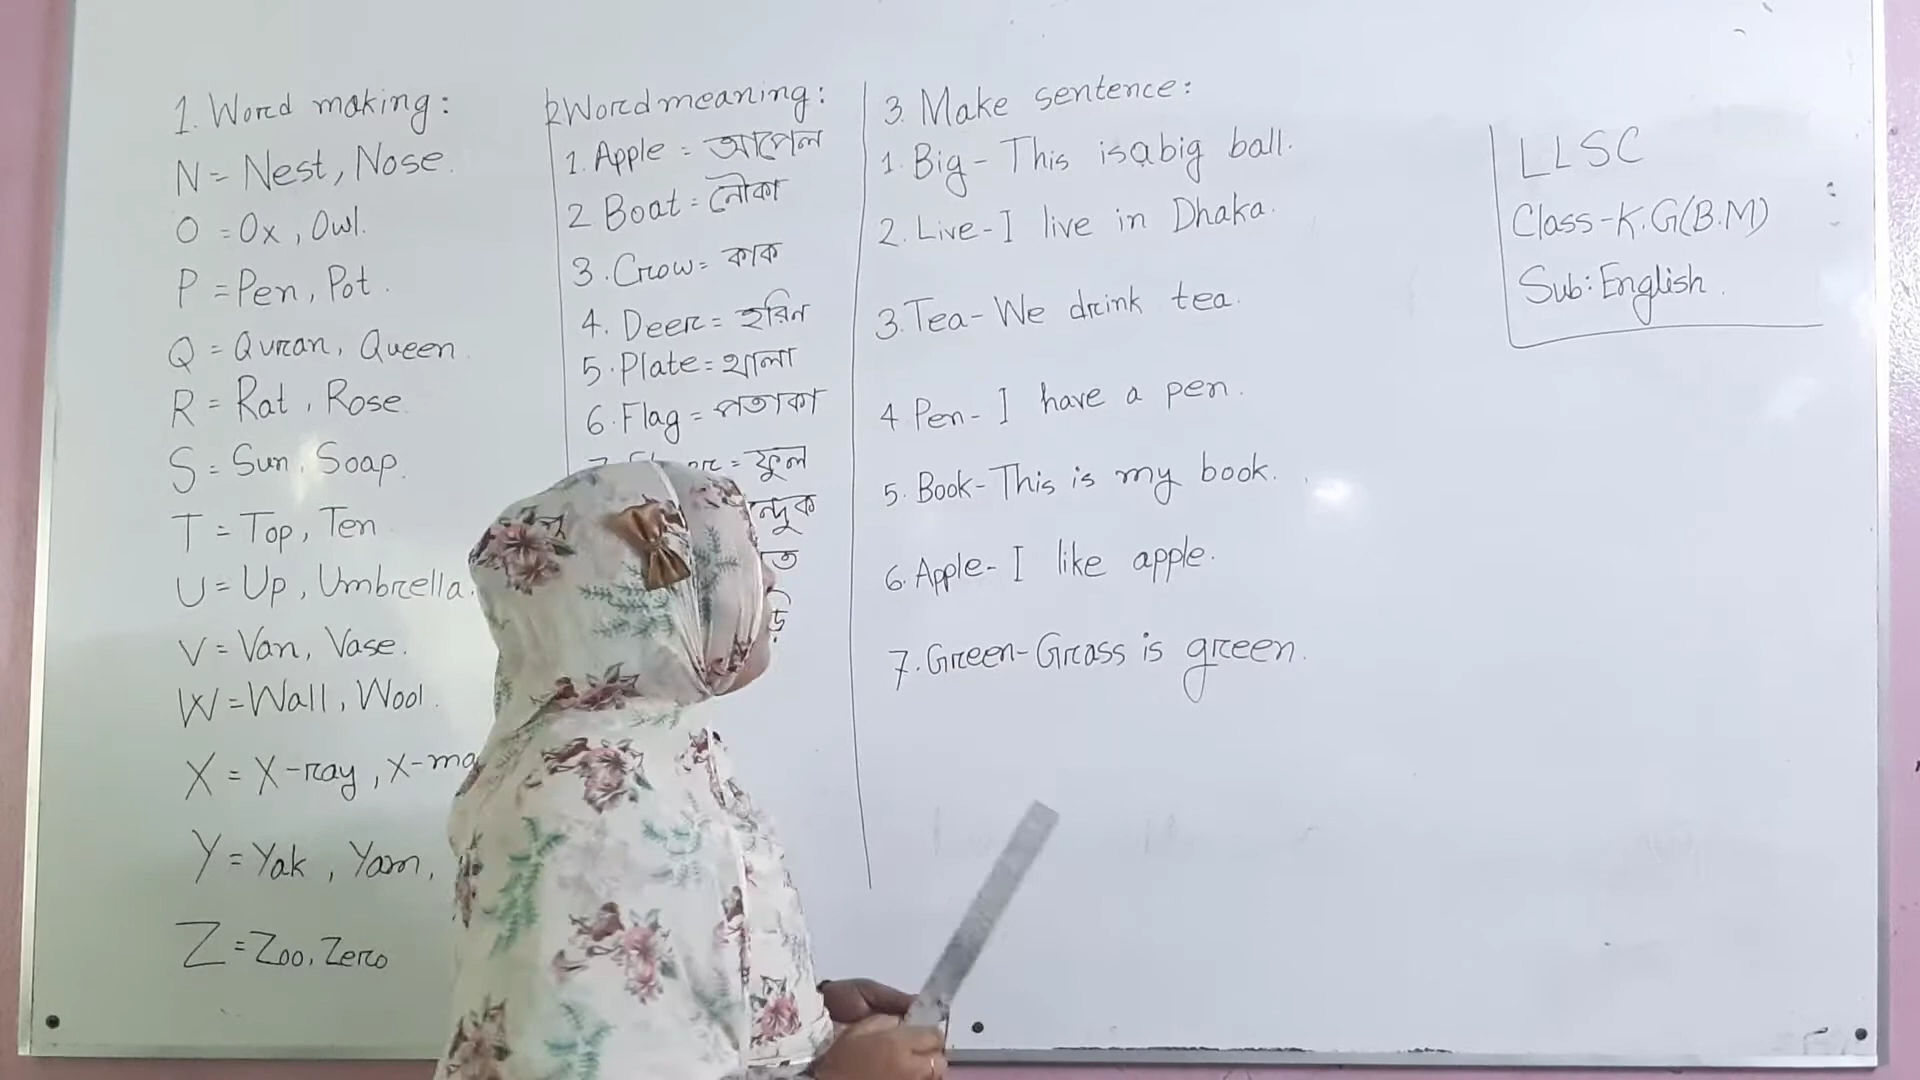 1. Word making:
N = Nest, Nose.
O = Ox, Owl.
P = Pen, Pot.
Q = Quran, Queen
R = Rat, Rose
S = Sun, Soap.
T = Top, Ten
U = Up, Umbrella.
V = Van, Vase.
W = Wall, Wool.
X = X-ray, X-ma
Y = Yak, Yam,
Z = Zoo, Zero
2 Word meaning:
1. Apple = আপেল
2 Boat = নৌকা
3. Crow = কাক
4. Deer = হরিন
5. Plate = থালা
6. Flag = পতাকা
= ফুল
3. Make sentence:
1. Big - This is a big ball.
2. Live - I live in Dhaka.
3. Tea - We drink tea.
4 Pen - I have a pen.
5. Book - This is my book.
6. Apple - I like apple.
7. Green - Grass is green.
LLSC
Class - K.G(B.M)
Sub: English.